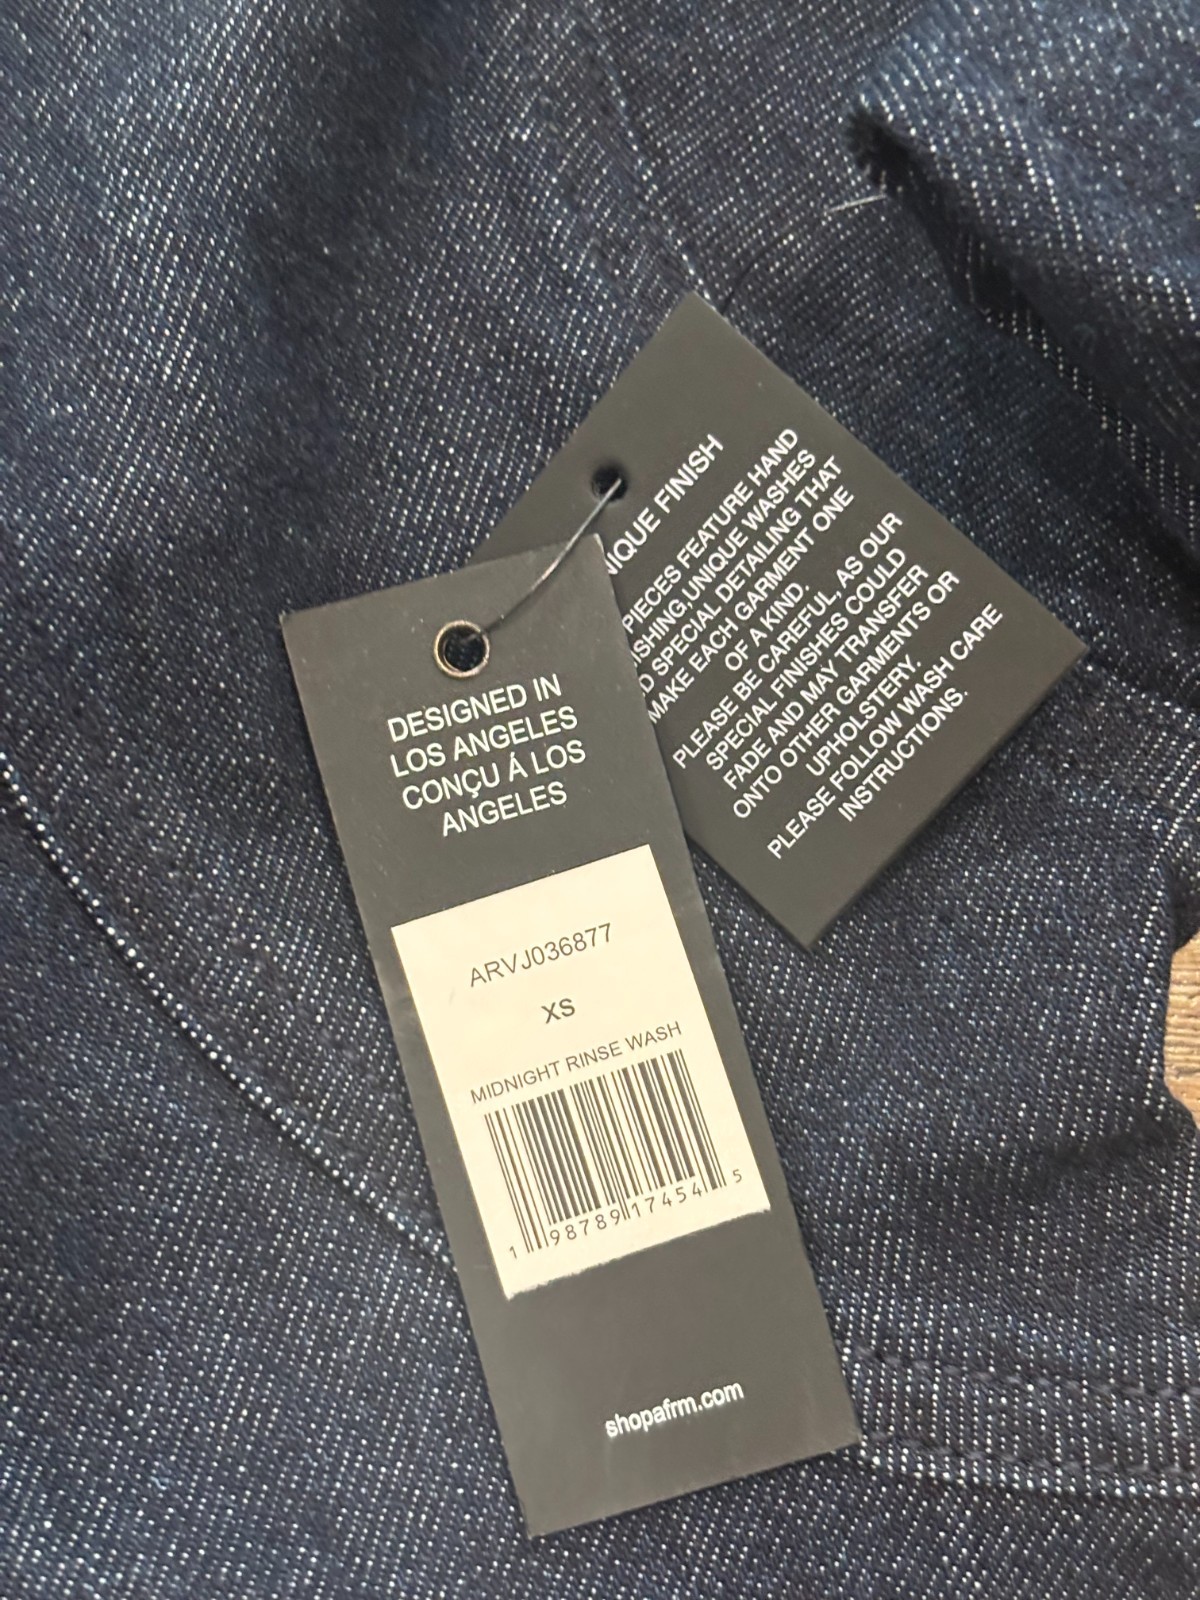 DESIGNED IN
LOS ANGELES
CONÇU Á LOS
ANGELES
ARVJ036877
XS
MIDNIGHT RINSE WASH
1 98789 17454 5
shopafrm.com
FINISH
PIECES FEATURE HAND
UNIQUE WASHES
SPECIAL DETAILING THAT
MAKE EACH GARMENT ONE
OF A KIND.
PLEASE BE CAREFUL, AS OUR
SPECIAL FINISHES COULD
FADE AND MAY TRANSFER
ONTO OTHER GARMENTS OR
UPHOLSTERY.
PLEASE FOLLOW WASH CARE
INSTRUCTIONS.